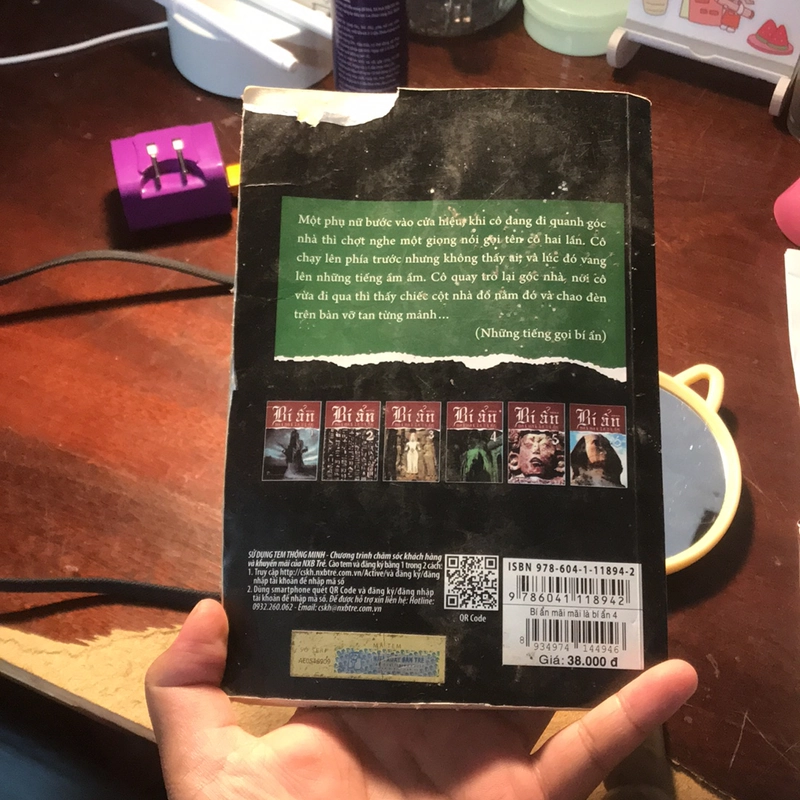 Một phụ nữ bước vào cửa hiệu, khi cô đang đi quanh góc
nhà thì chợt nghe một giọng nói gọi tên cô hai lần. Cô
chạy lên phía trước nhưng không thấy ai; và lúc đó vang
lên những tiếng ầm ầm. Cô quay trở lại góc nhà, nơi cô
vừa đi qua thì thấy chiếc cột nhà đổ nằm đó và chao đèn
trên bàn vỡ tan từng mảnh...
(Những tiếng gọi bí ẩn)
Bí ẩn
Bí ẩn
2
Bí ẩn
3
Bí ẩn
4
Bí ẩn
5
Bí ẩn
SỬ DỤNG TEM THÔNG MINH - Chương trình chăm sóc khách hàng
và khuyến mãi của NXB Trẻ. Cào tem và đăng ký bằng 1 trong 2 cách:
1. Truy cập http://cskh.nxbtre.com.vn/Active/và đăng ký/đăng
nhập tài khoản để nhập mã số
2. Dùng smartphone quét QR Code và đăng ký/đăng nhập
tài khoản để nhập mã số. Để được hỗ trợ xin liên hệ: Hotline:
0932.260.062 - Email: cskh@nxbtre.com.vn
QR Code
ISBN 978-604-1-11894-2
9 786041 118942
Bí ẩn mãi mãi là bí ẩn 4
8 934974 144946
Giá: 38.000 đ